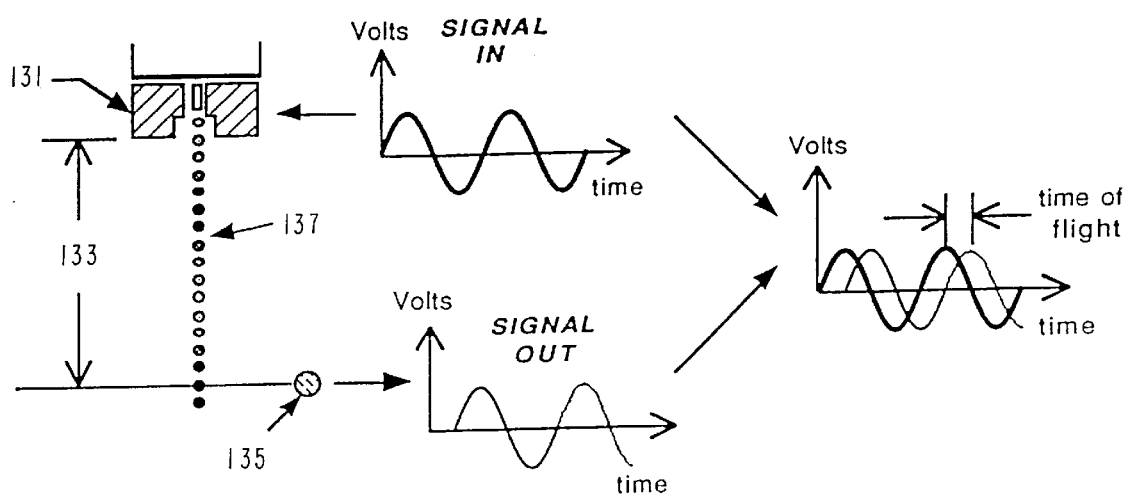 131
133
137
135
Volts
SIGNAL
IN
time
Volts
SIGNAL
OUT
time
Volts
time of
flight
time